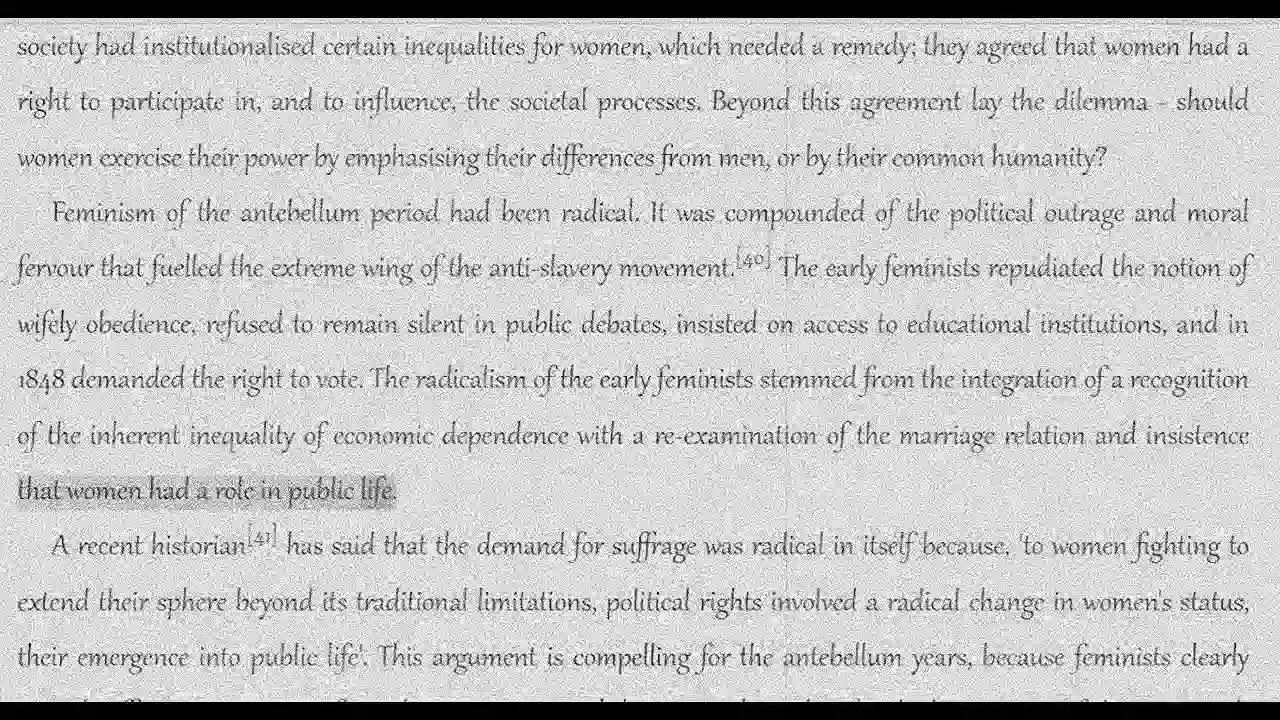 society had institutionalised certain inequalities for women, which needed a remedy; they agreed that women had a
right to participate in, and to influence, the societal processes. Beyond this agreement lay the dilemma – should
women exercise their power by emphasising their differences from men, or by their common humanity?
Feminism of the antebellum period had been radical. It was compounded of the political outrage and moral
fervour that fuelled the extreme wing of the anti-slavery movement.[40] The early feminists repudiated the notion of
wifely obedience, refused to remain silent in public debates, insisted on access to educational institutions, and in
1848 demanded the right to vote. The radicalism of the early feminists stemmed from the integration of a recognition
of the inherent inequality of economic dependence with a re-examination of the marriage relation and insistence
that women had a role in public life.
A recent historian[41] has said that the demand for suffrage was radical in itself because, 'to women fighting to
extend their sphere beyond its traditional limitations, political rights involved a radical change in women's status,
their emergence into public life'. This argument is compelling for the antebellum years, because feminists clearly